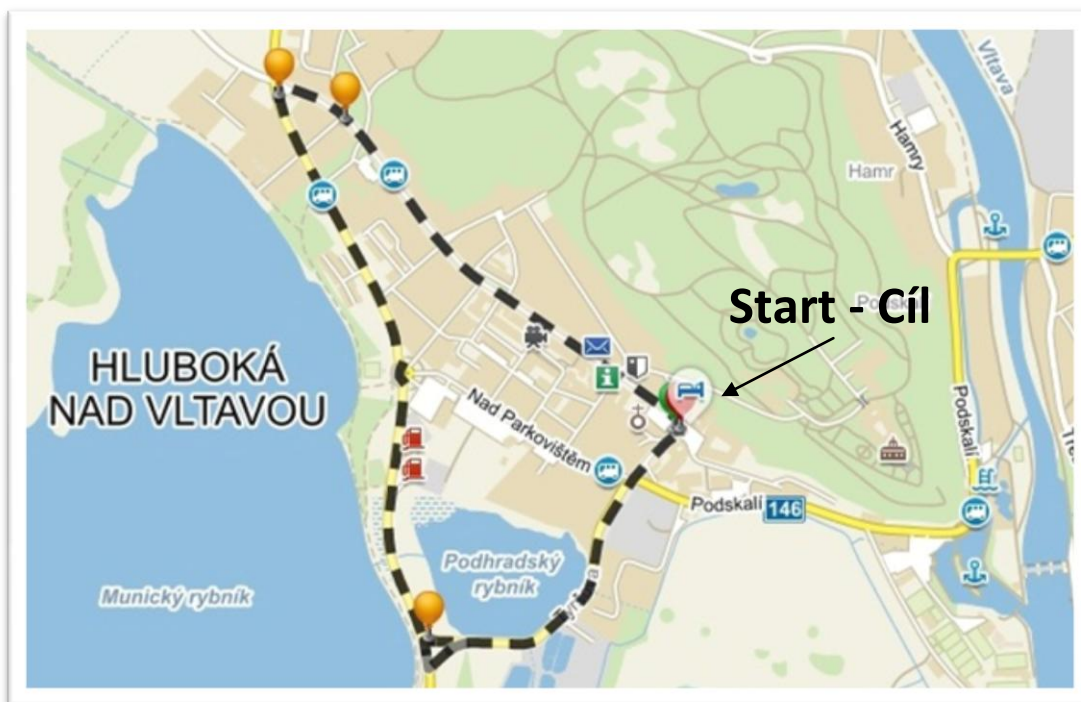 Vltava
Hamry
Hamr
Start - Cíl
HLUBOKÁ
NAD VLTAVOU
Nad Parkovištěm
Podskalí
Podskalí
146
Podhradský
rybník
Munický rybník